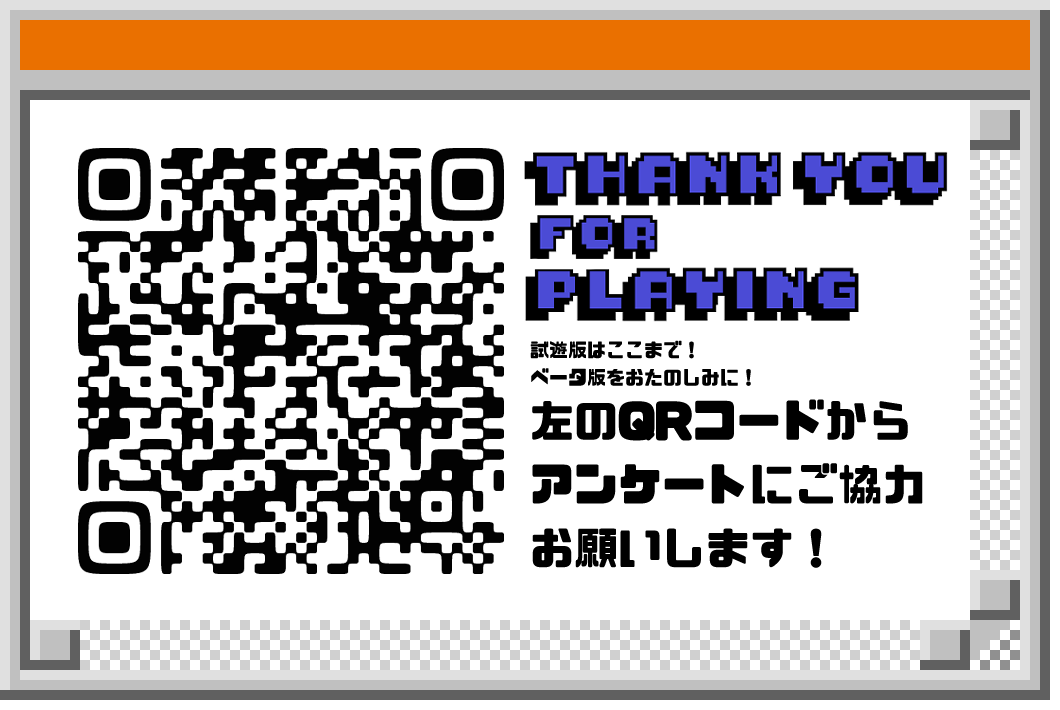 THANK YOU
FOR
PLAYING
試遊版はここまで！
ベータ版をおたのしみに！
左のQRコードから
アンケートにご協力
お願いします！